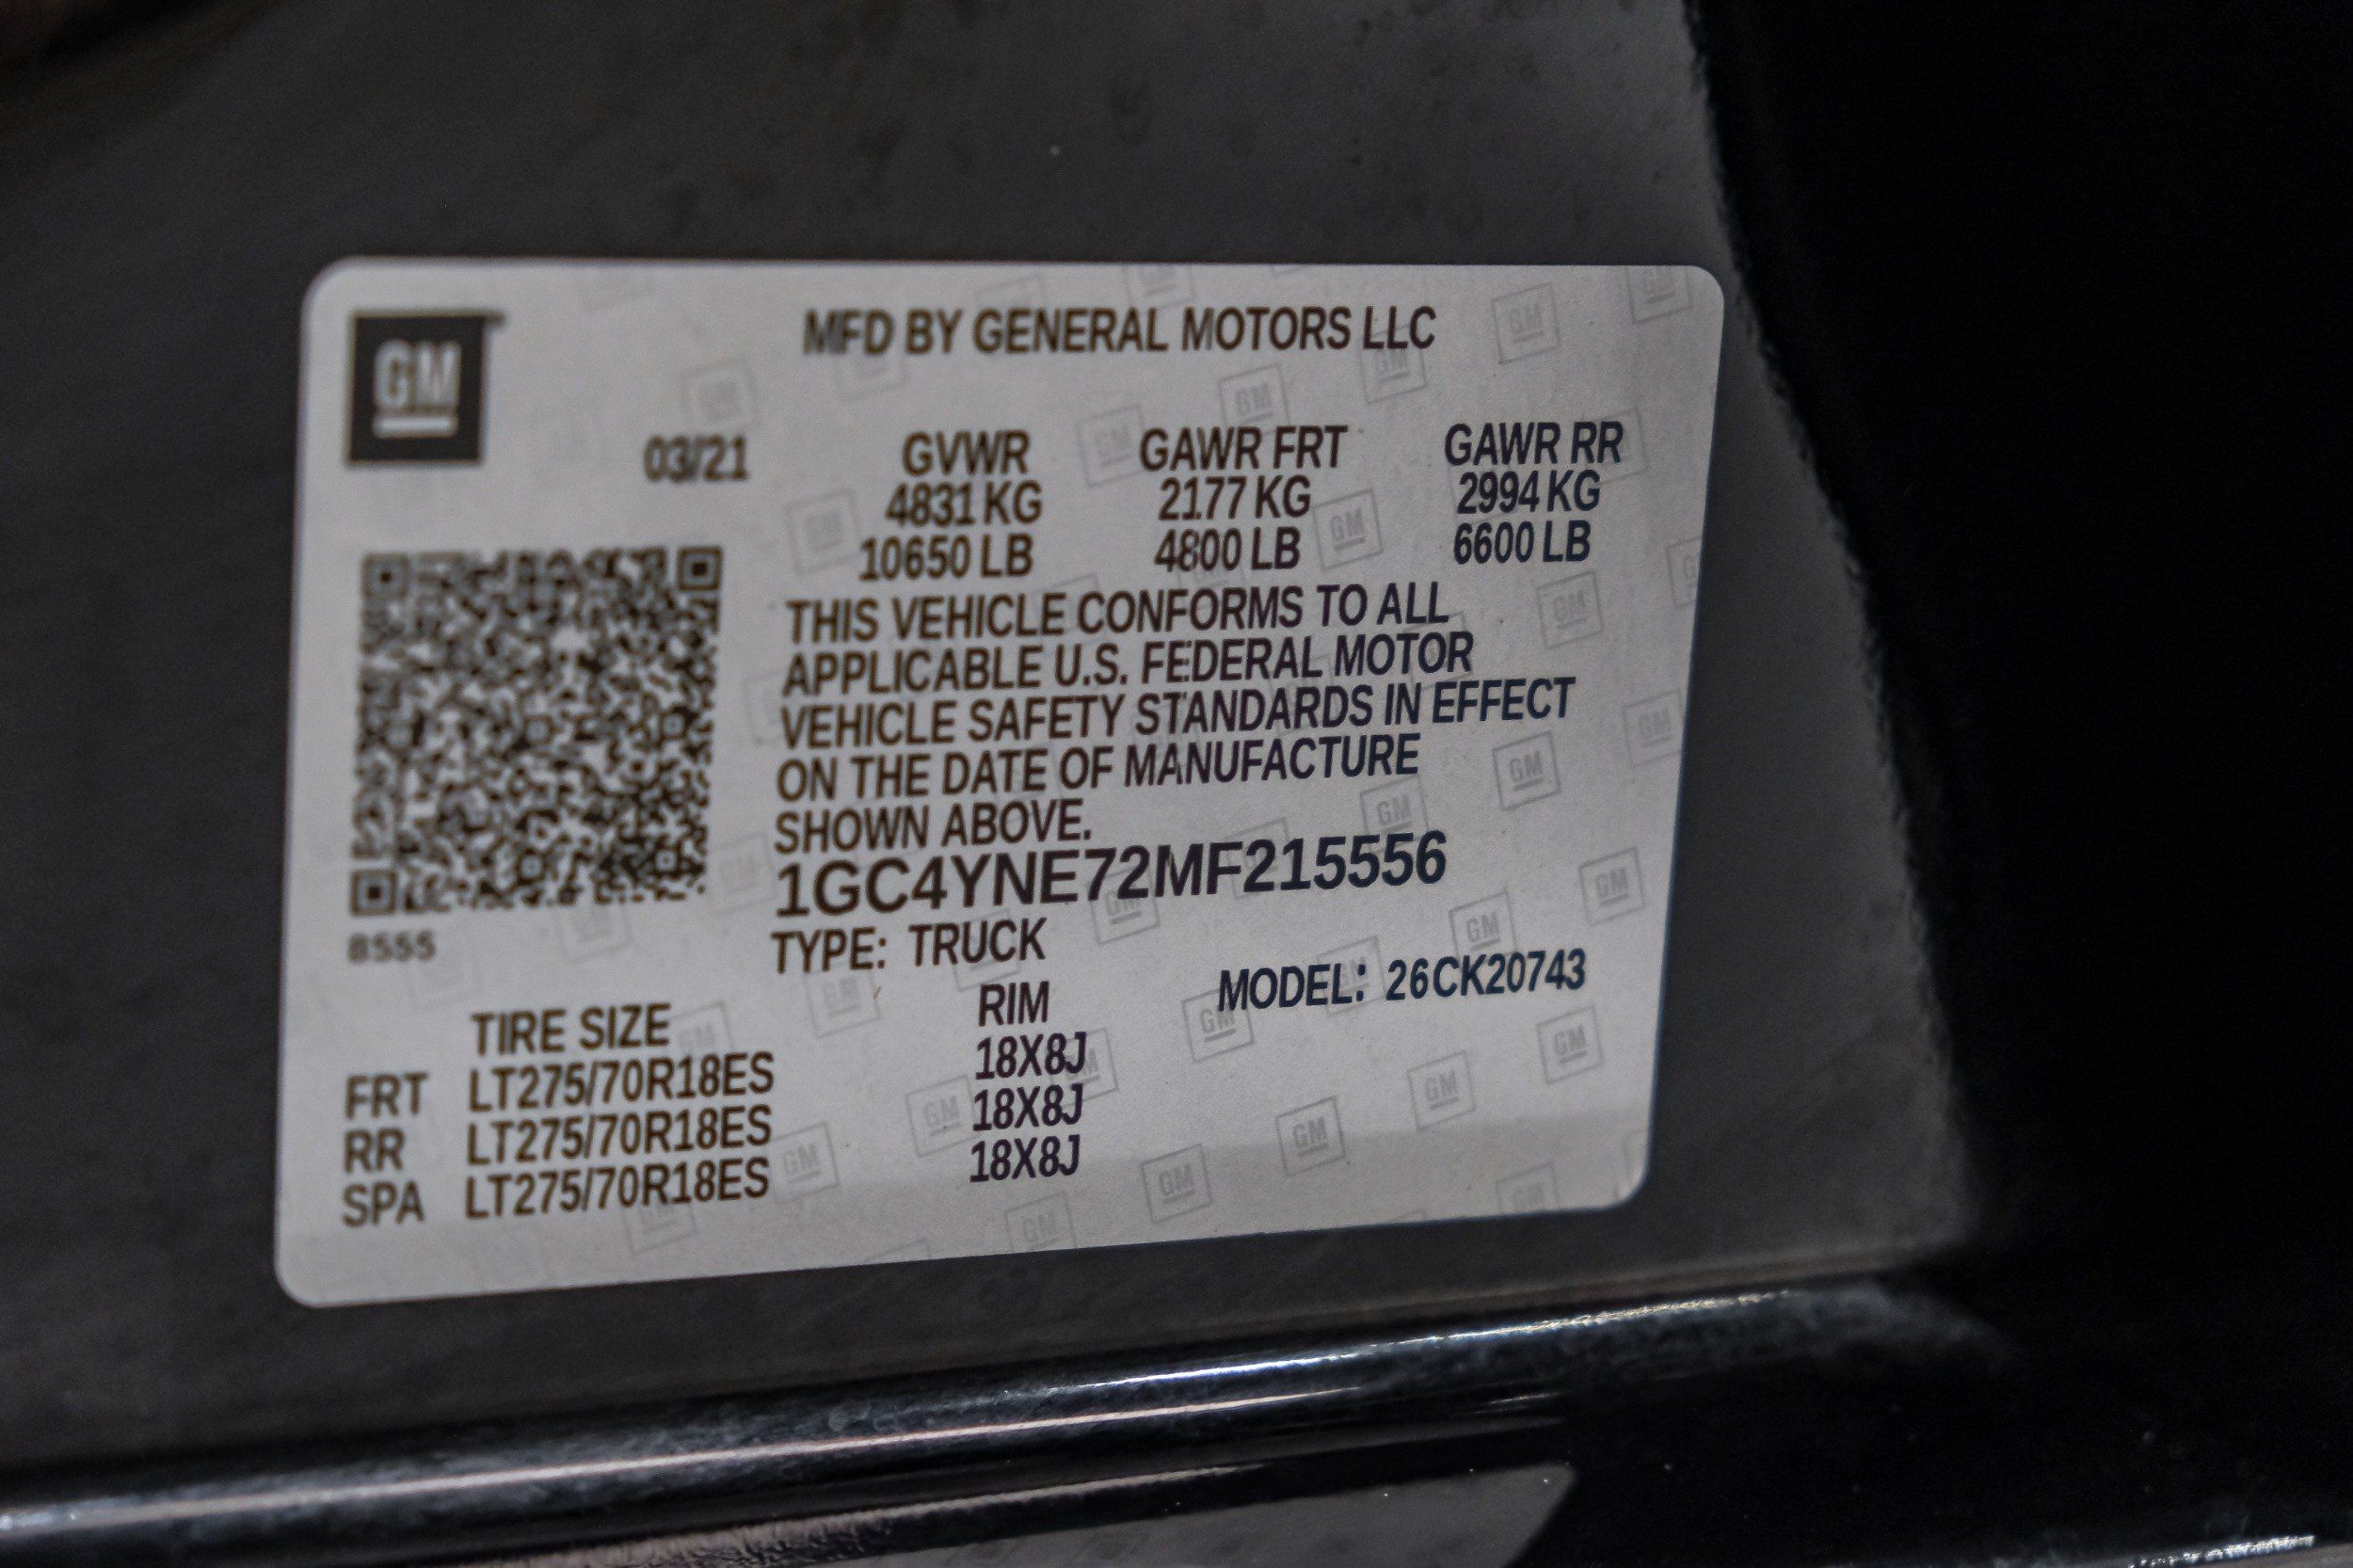 GM
MFD BY GENERAL MOTORS LLC
03/21 GVWR GAWR FRT GAWR RR
4831 KG 2177 KG 2994 KG
10650 LB 4800 LB 6600 LB
THIS VEHICLE CONFORMS TO ALL
APPLICABLE U.S. FEDERAL MOTOR
VEHICLE SAFETY STANDARDS IN EFFECT
ON THE DATE OF MANUFACTURE
SHOWN ABOVE.
1GC4YNE72MF215556
8555
TYPE: TRUCK
MODEL: 26CK20743
TIRE SIZE RIM
FRT LT275/70R18ES 18X8J
RR LT275/70R18ES 18X8J
SPA LT275/70R18ES 18X8J